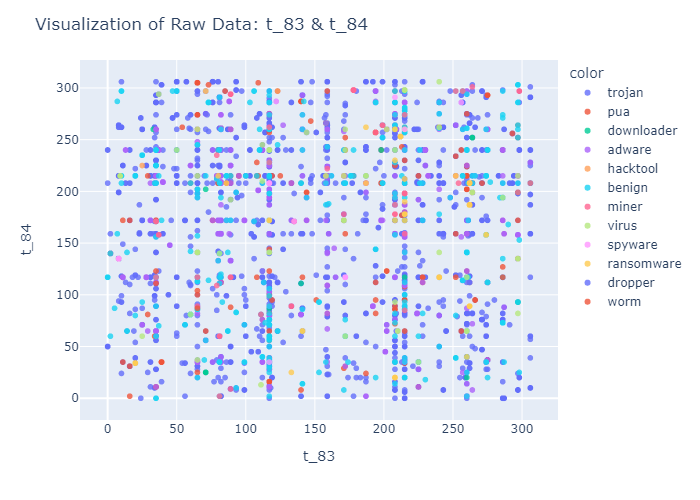 Visualization of Raw Data: t_83 & t_84
color
trojan
pua
downloader
adware
hacktool
benign
miner
virus
spyware
ransomware
dropper
worm
300
250
200
150
100
50
0
t_84
0 50 100 150 200 250 300
t_83